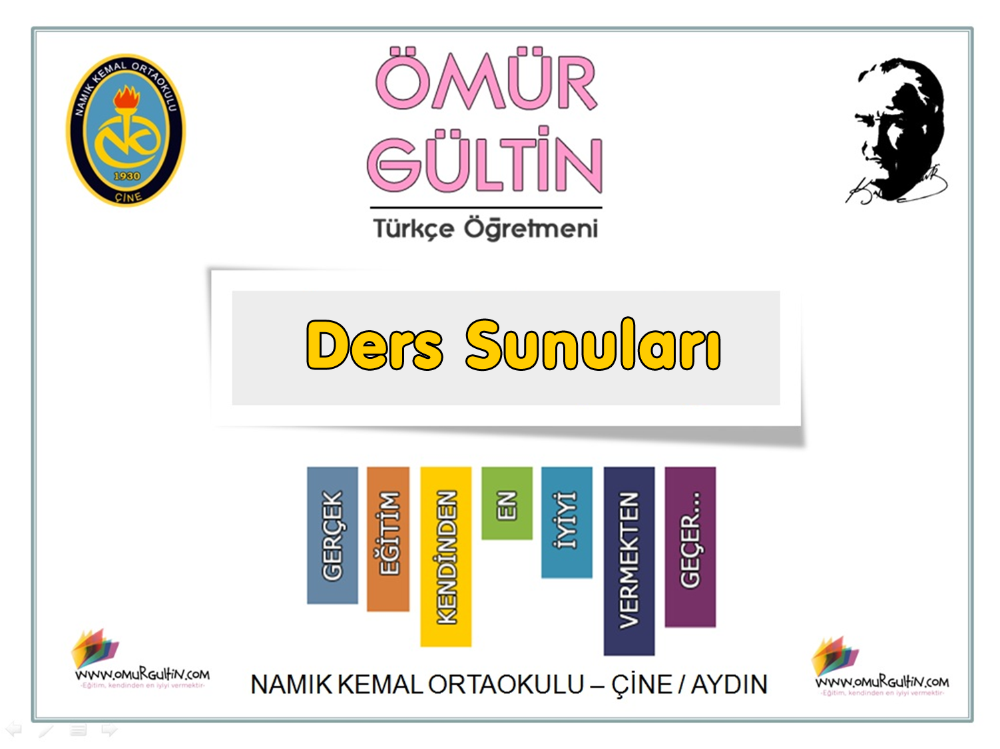 NAMIK KEMAL ORTAOKULU
1930
ÇİNE
ÖMÜR
GÜLTİN
Türkçe Öğretmeni
Ders Sunuları
GERÇEK
EĞİTİM
KENDİNDEN
EN
İYİYİ
VERMEKTEN
GEÇER...
www.omuRgultiN.com
-Eğitim, kendinden en iyiyi vermektir-
NAMIK KEMAL ORTAOKULU – ÇİNE / AYDIN
www.omuRgultiN.com
-Eğitim, kendinden en iyiyi vermektir-